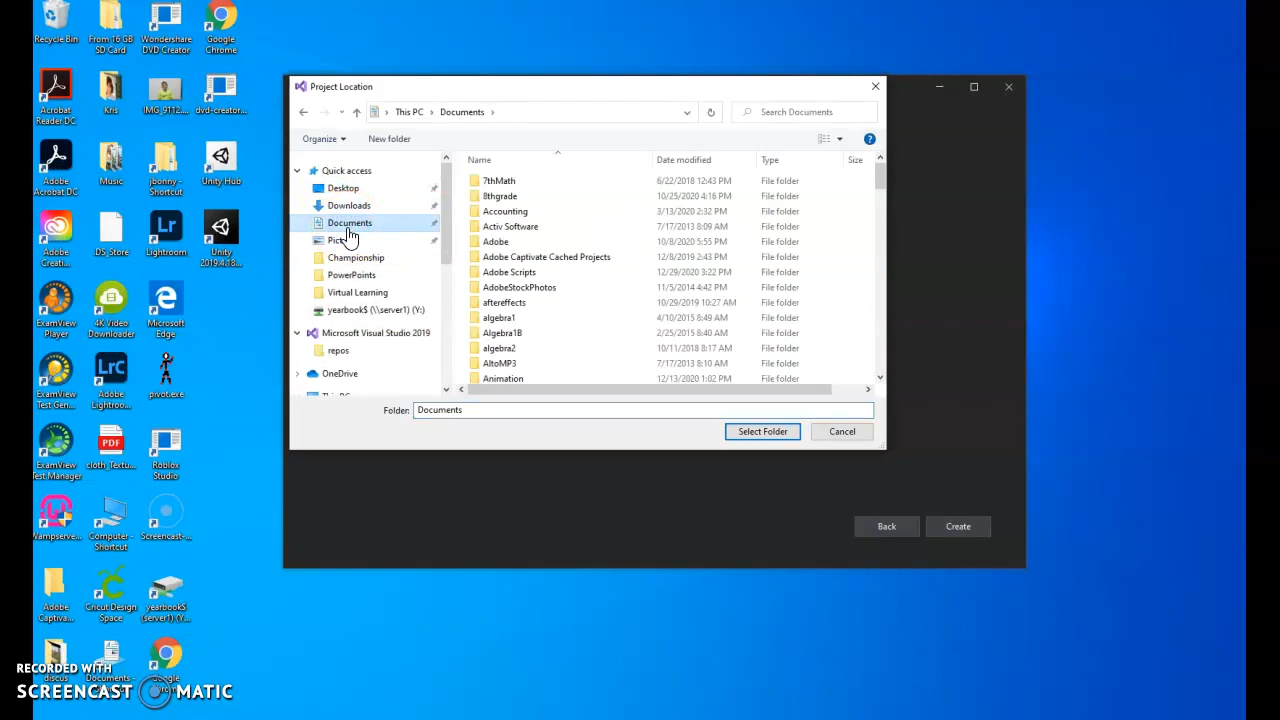 Recycle Bin
From 16 GB
SD Card
Wondershare
DVD Creator
Google
Chrome
Acrobat
Reader DC
Kris
IMG_9112....
dvd-creator...
Adobe
Acrobat DC
Music
jbonny -
Shortcut
Unity Hub
Adobe
Creati...
.DS_Store
Lightroom
Unity
2019.4.18...
ExamView
Player
4K Video
Downloader
Microsoft
Edge
ExamView
Test Gen...
Adobe
Lightroo...
pivot.exe
ExamView
Test Manager
cloth_Textu...
Roblox
Studio
Wampserve...
Computer -
Shortcut
Screencast-...
Adobe
Captiva...
Cricut Design
Space
yearbook$
(server1) (Y...
discus
Documents -
Google
RECORDED WITH
SCREENCAST MATIC
Project Location
This PC > Documents >
Search Documents
Organize
New folder
Quick access
Desktop
Downloads
Documents
Championship
PowerPoints
Virtual Learning
yearbook$ (\\server1) (Y:)
Microsoft Visual Studio 2019
repos
OneDrive
This PC
Name Date modified Type Size
7thMath 6/22/2018 12:43 PM File folder
8thgrade 10/25/2020 4:16 PM File folder
Accounting 3/13/2020 2:32 PM File folder
Activ Software 7/17/2013 8:09 AM File folder
Adobe 10/8/2020 5:55 PM File folder
Adobe Captivate Cached Projects 12/8/2019 2:43 PM File folder
Adobe Scripts 12/29/2020 3:22 PM File folder
AdobeStockPhotos 11/5/2014 4:42 PM File folder
aftereffects 10/29/2019 10:27 AM File folder
algebra1 4/10/2015 8:49 AM File folder
Algebra1B 2/25/2015 8:40 AM File folder
algebra2 10/11/2018 8:17 AM File folder
AltoMP3 7/17/2013 8:10 AM File folder
Animation 12/13/2020 1:02 PM File folder
Folder: Documents
Select Folder
Cancel
Back
Create